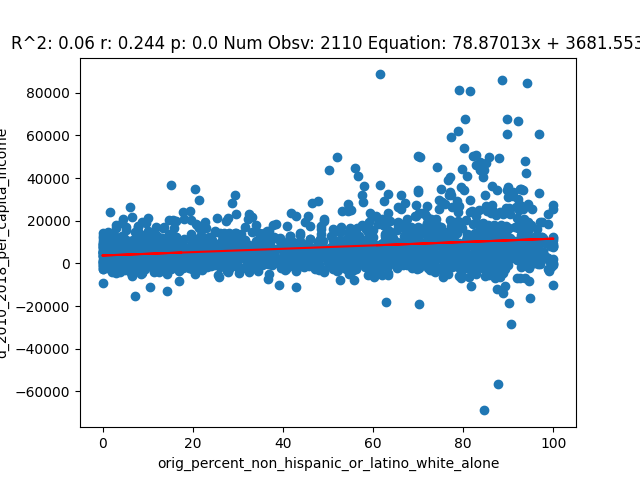 R^2: 0.06 r: 0.244 p: 0.0 Num Obsv: 2110 Equation: 78.87013x + 3681.553
80000
60000
40000
20000
0
−20000
−40000
−60000
d_2010_2018_per_capita_income
0 20 40 60 80 100
orig_percent_non_hispanic_or_latino_white_alone